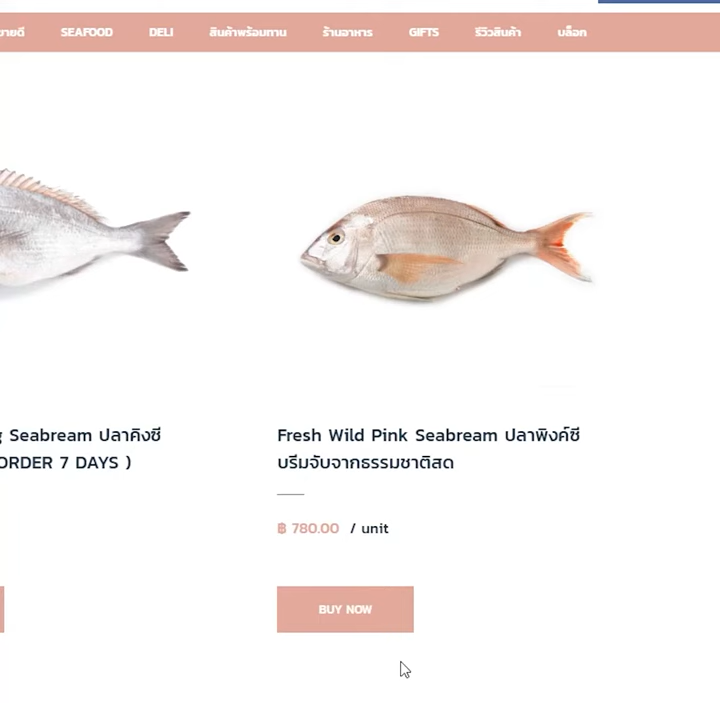 SEAFOOD DELI สินค้าพร้อมทาน ร้านอาหาร GIFTS รีวิวสินค้า บล็อก
Seabream ปลาคิงซี
ORDER 7 DAYS )
Fresh Wild Pink Seabream ปลาพิงค์ซี
บรีมจับจากธรรมชาติสด
฿ 780.00 / unit
BUY NOW